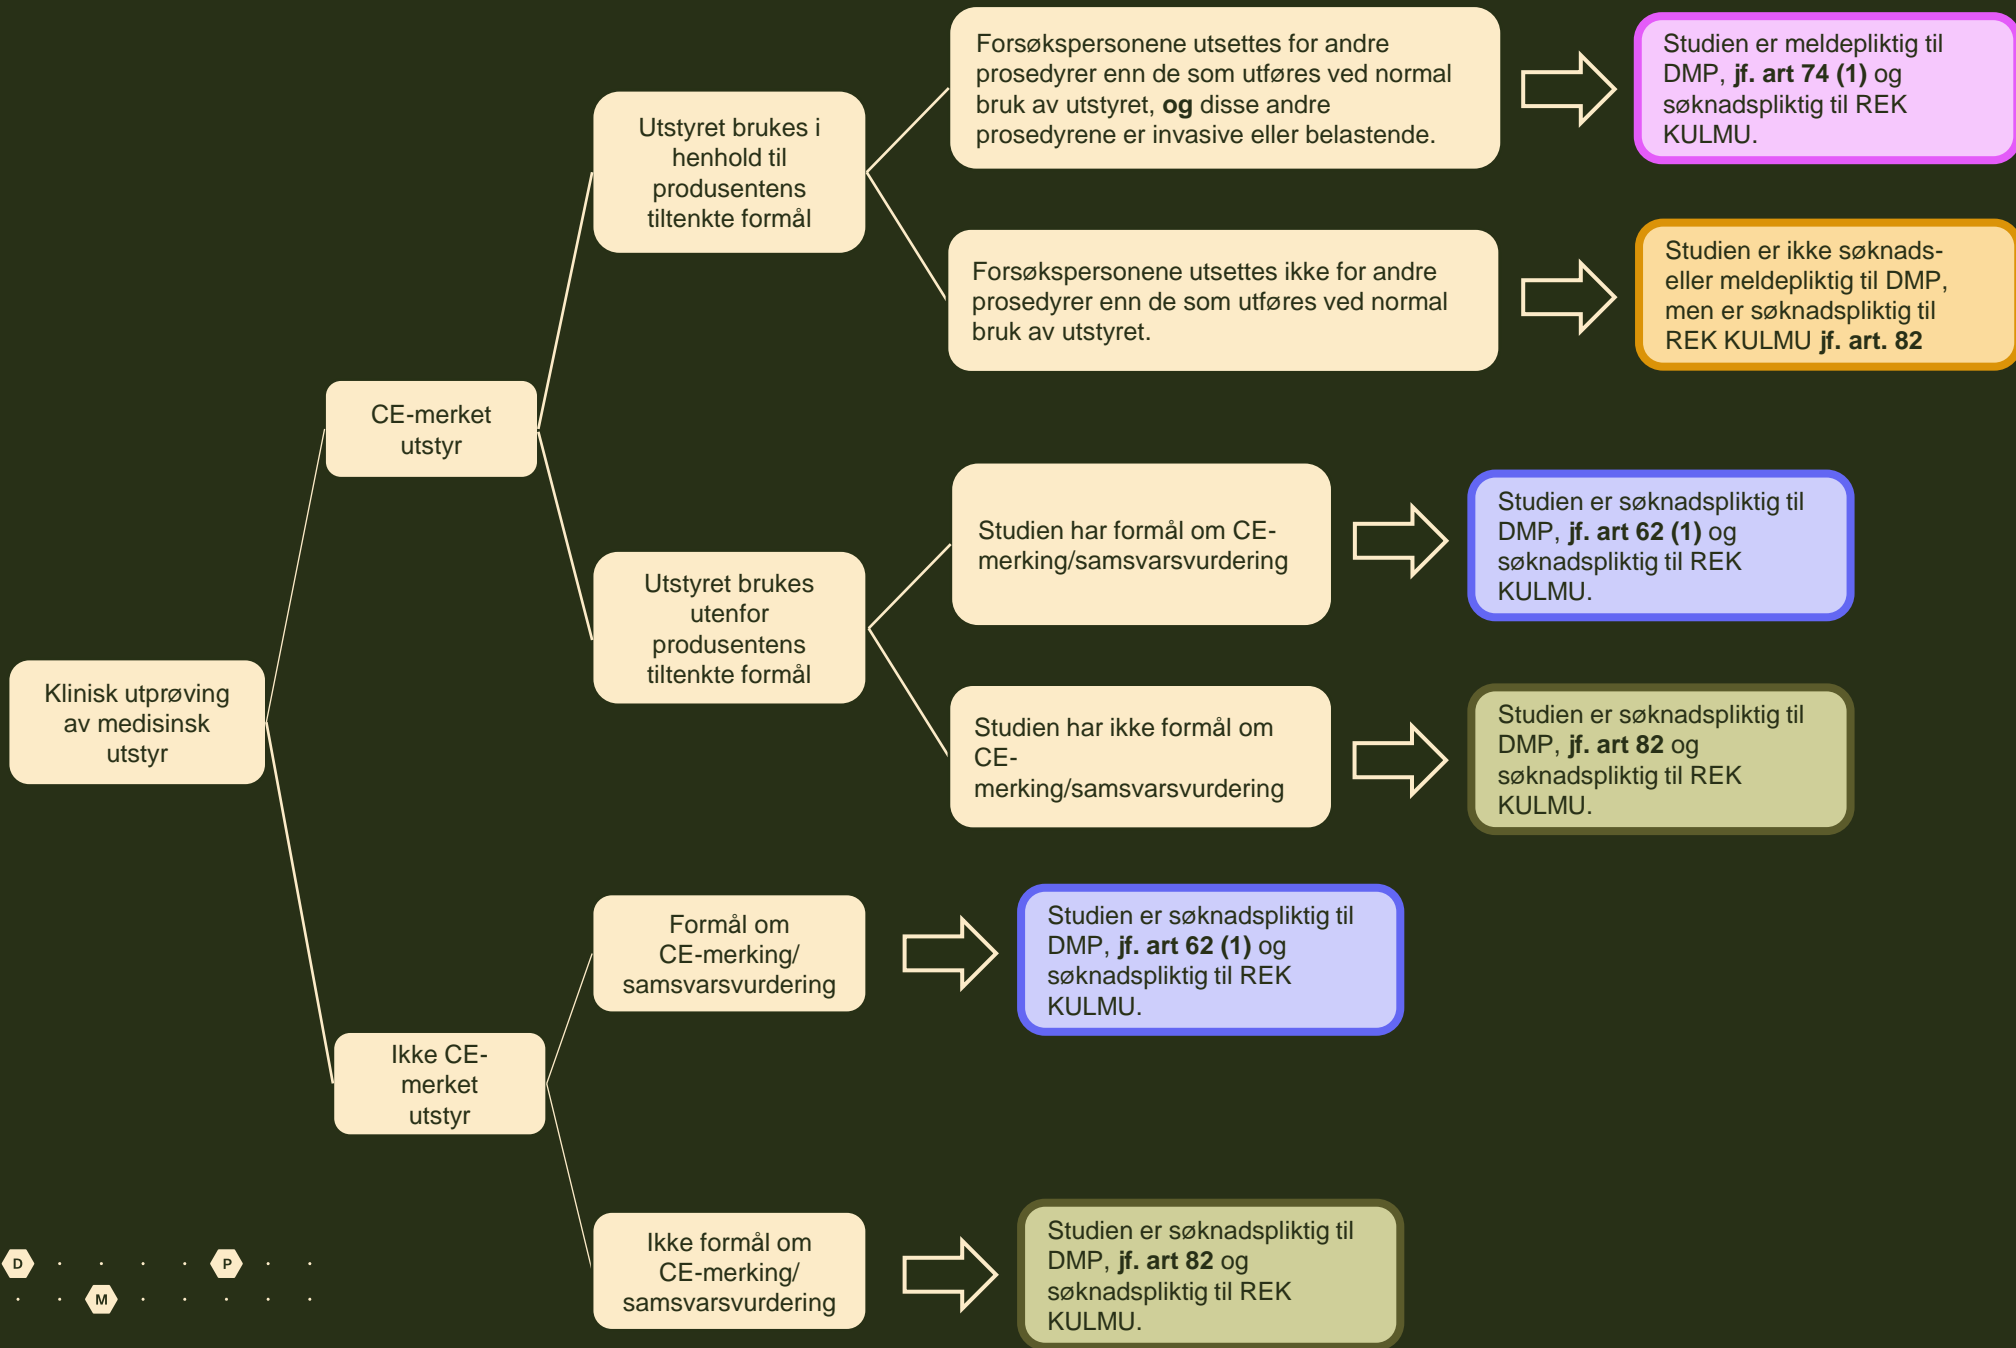 Forsøkspersonene utsettes for andre
prosedyrer enn de som utføres ved normal
bruk av utstyret, og disse andre
prosedyrene er invasive eller belastende.
Studien er meldepliktig til
DMP, jf. art 74 (1) og
søknadspliktig til REK
KULMU.
Utstyret brukes i
henhold til
produsentens
tiltenkte formål
Forsøkspersonene utsettes ikke for andre
prosedyrer enn de som utføres ved normal
bruk av utstyret.
Studien er ikke søknads-
eller meldepliktig til DMP,
men er søknadspliktig til
REK KULMU jf. art. 82
CE-merket
utstyr
Studien har formål om CE-
merking/samsvarsvurdering
Studien er søknadspliktig til
DMP, jf. art 62 (1) og
søknadspliktig til REK
KULMU.
Utstyret brukes
utenfor
produsentens
tiltenkte formål
Klinisk utprøving
av medisinsk
utstyr
Studien har ikke formål om
CE-
merking/samsvarsvurdering
Studien er søknadspliktig til
DMP, jf. art 82 og
søknadspliktig til REK
KULMU.
Formål om
CE-merking/
samsvarsvurdering
Studien er søknadspliktig til
DMP, jf. art 62 (1) og
søknadspliktig til REK
KULMU.
Ikke CE-
merket
utstyr
Ikke formål om
CE-merking/
samsvarsvurdering
Studien er søknadspliktig til
DMP, jf. art 82 og
søknadspliktig til REK
KULMU.
D P
M